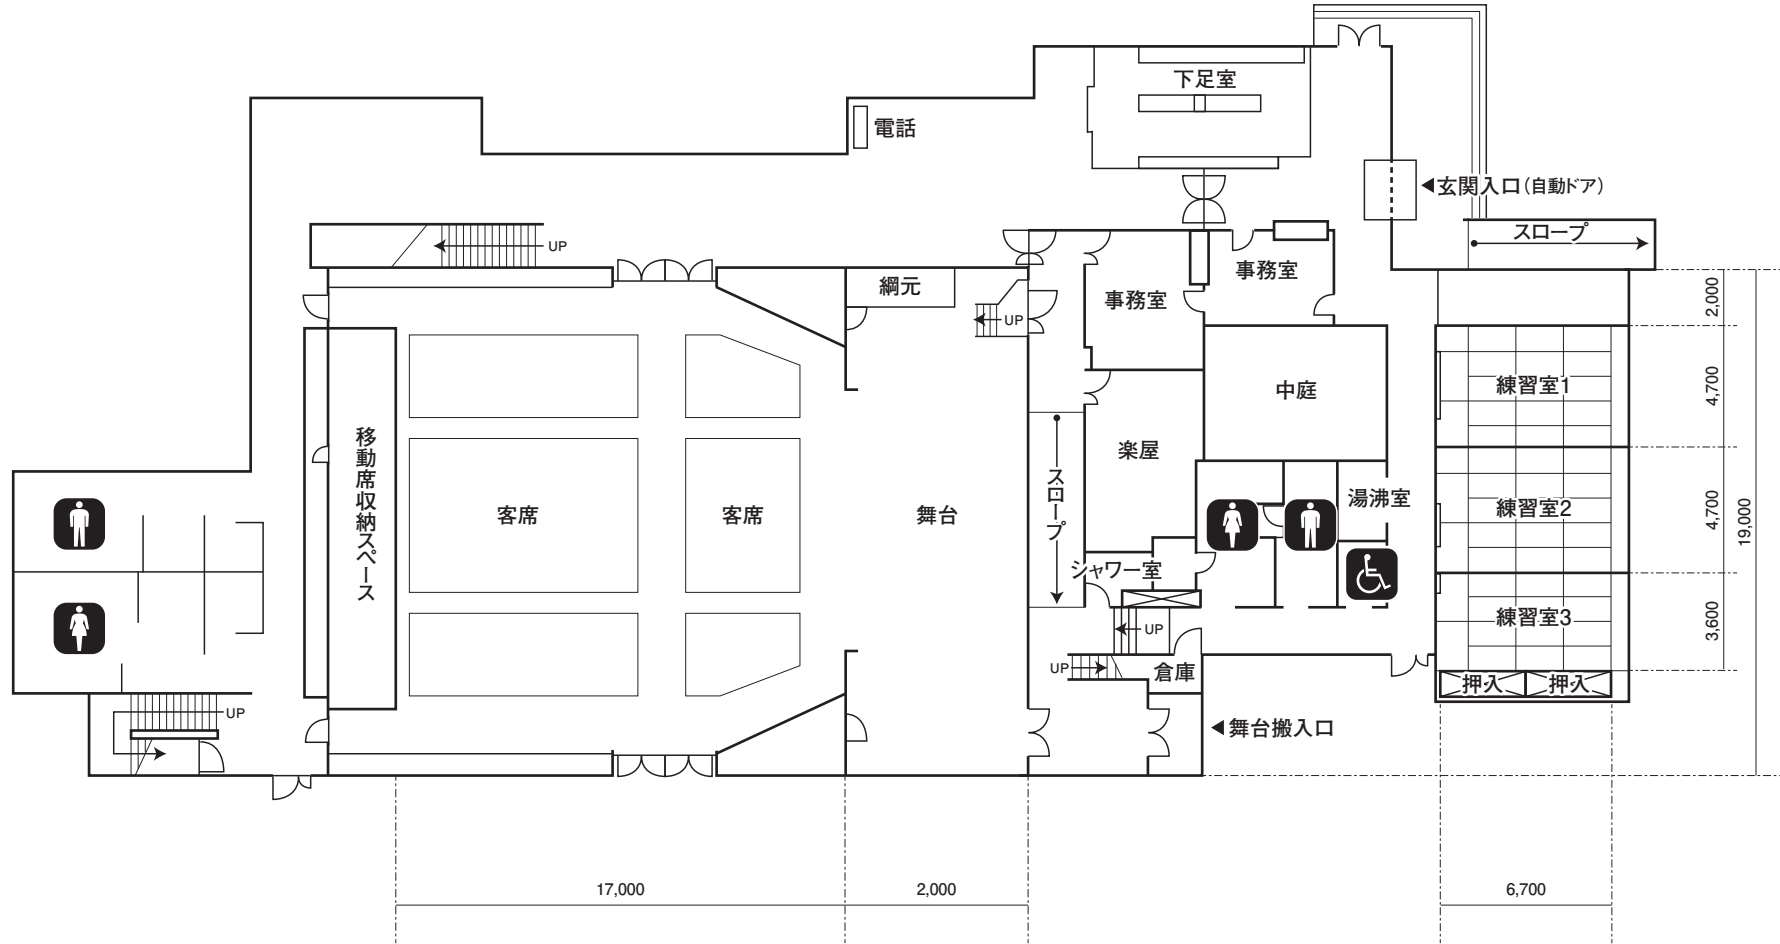 下足室
電話
玄関入口(自動ドア)
スロープ
UP
事務室
綱元
事務室
UP
2,000
中庭
練習室1
4,700
移動席収納スペース
楽屋
スロープ
湯沸室
客席
客席
舞台
練習室2
4,700
19,000
シャワー室
練習室3
3,600
UP
UP
倉庫
押入
押入
UP
舞台搬入口
17,000
2,000
6,700